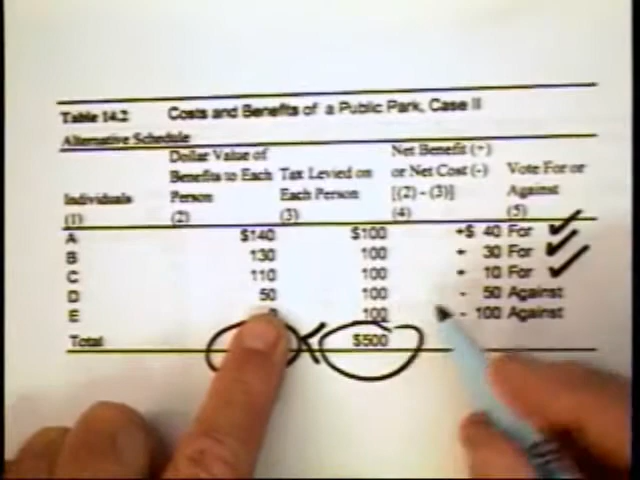 Table 14.2 Costs and Benefits of a Public Park, Case II
Alternative Schedule
Dollar Value of Net Benefit (+)
Benefits to Each Tax Levied on or Net Cost (-) Vote For or
Individuals Person Each Person [(2) - (3)] Against
(1) (2) (3) (4) (5)
A $140 $100 +$ 40 For
B 130 100 + 30 For
C 110 100 + 10 For
D 50 100 - 50 Against
E 100 - 100 Against
Total < $500